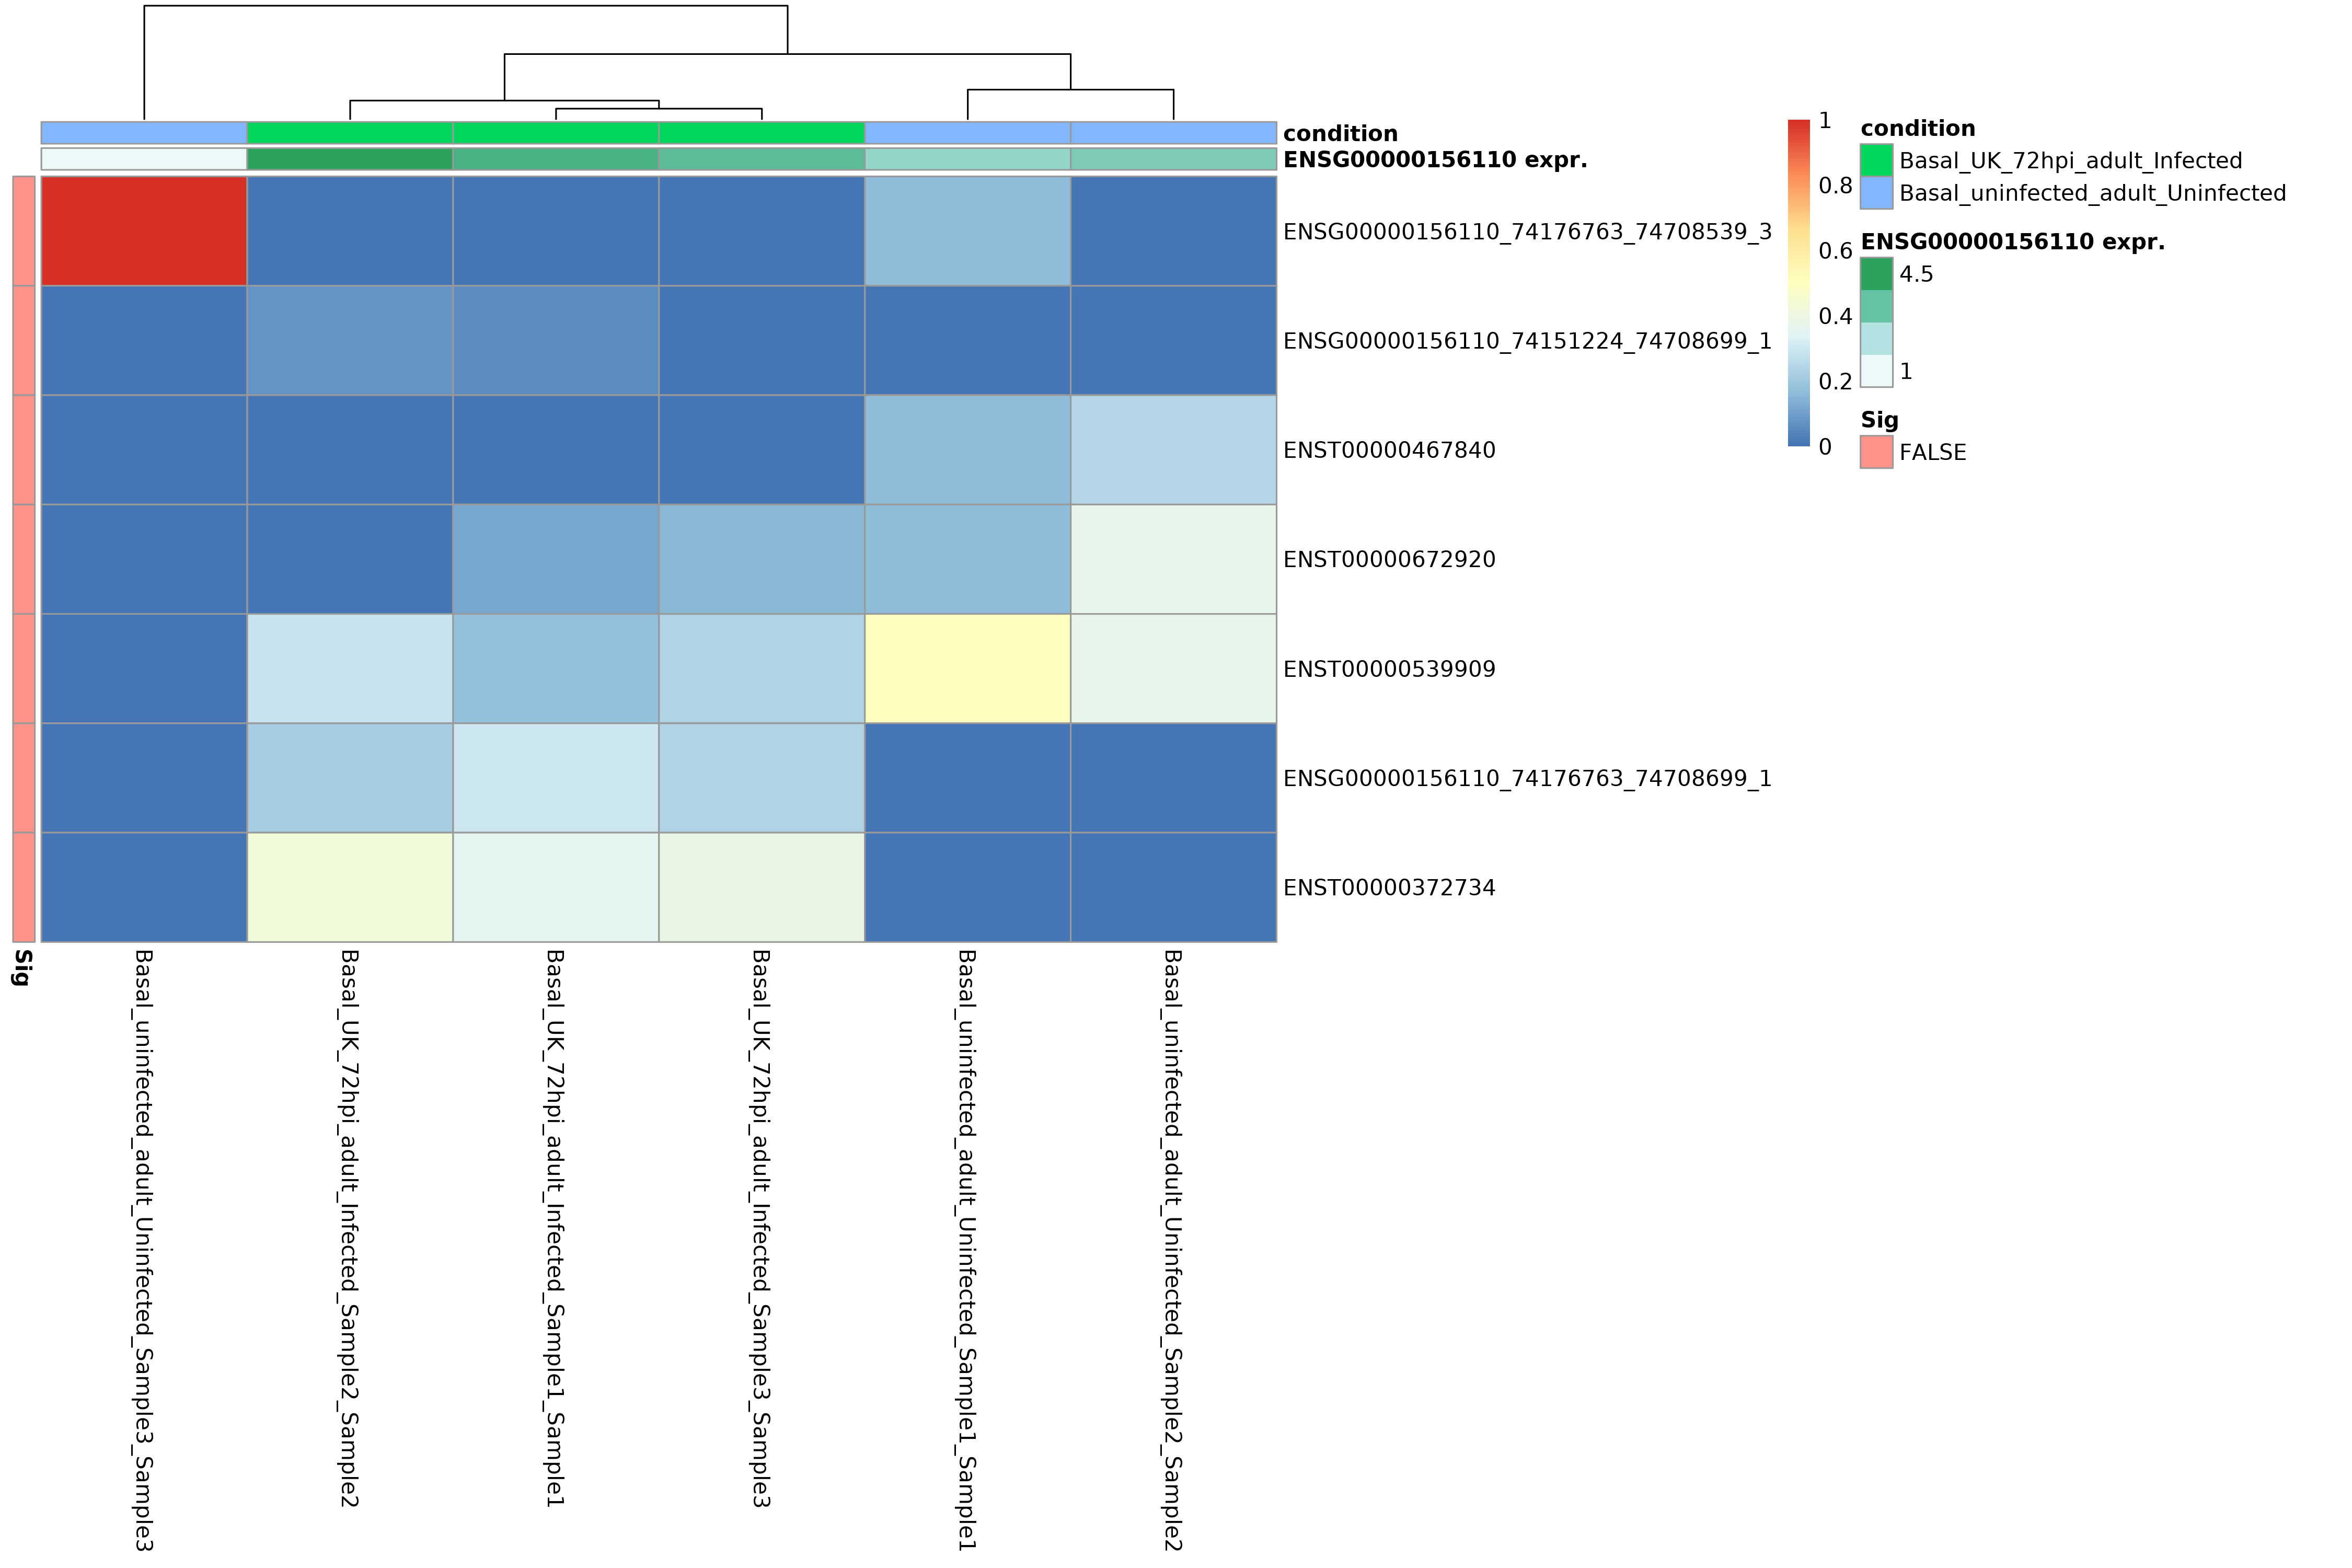 condition
ENSG00000156110 expr.
ENSG00000156110_74176763_74708539_3
ENSG00000156110_74151224_74708699_1
ENST00000467840
ENST00000672920
ENST00000539909
ENSG00000156110_74176763_74708699_1
ENST00000372734
Sig
Basal_uninfected_adult_Uninfected_Sample3_Sample3
Basal_UK_72hpi_adult_Infected_Sample2_Sample2
Basal_UK_72hpi_adult_Infected_Sample1_Sample1
Basal_UK_72hpi_adult_Infected_Sample3_Sample3
Basal_uninfected_adult_Uninfected_Sample1_Sample1
Basal_uninfected_adult_Uninfected_Sample2_Sample2
1
0.8
0.6
0.4
0.2
0
condition
Basal_UK_72hpi_adult_Infected
Basal_uninfected_adult_Uninfected
ENSG00000156110 expr.
4.5
1
Sig
FALSE